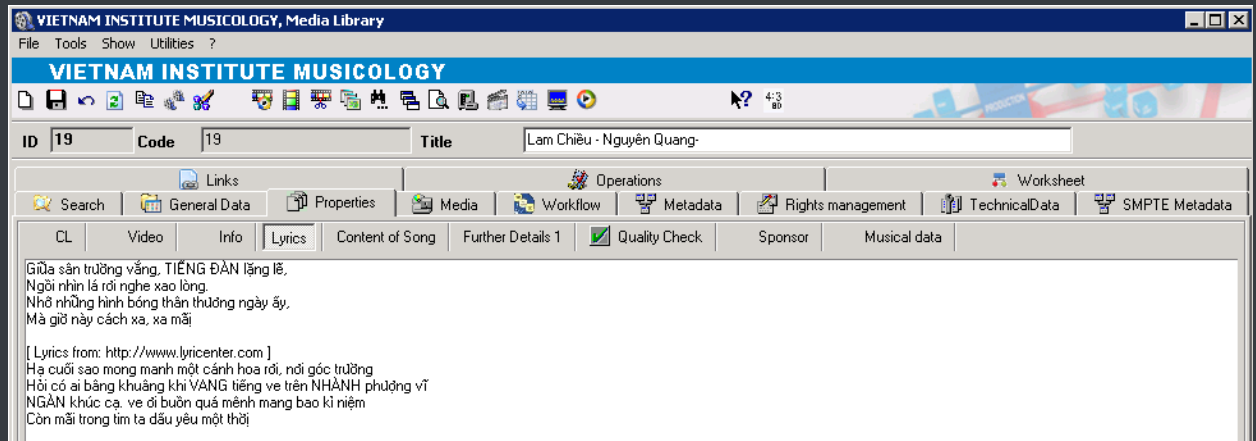 VIETNAM INSTITUTE MUSICOLOGY, Media Library
File Tools Show Utilities ?
VIETNAM INSTITUTE MUSICOLOGY
4:3
PRODUCTION
ID 19 Code 19 Title Lam Chiều - Nguyên Quang-
Links Operations Worksheet
Search General Data Properties Media Workflow Metadata Rights management TechnicalData SMPTE Metadata
CL Video Info Lyrics Content of Song Further Details 1 Quality Check Sponsor Musical data
Giữa sân trường vắng, TIẾNG ĐÀN lặng lẽ,
Ngồi nhìn lá rơi nghe xao lòng.
Nhớ những hình bóng thân thương ngày ấy,
Mà giờ này cách xa, xa mãi
[ Lyrics from: http://www.lyricenter.com ]
Hạ cuối sao mong manh một cánh hoa rơi, nơi góc trường
Hỏi có ai bâng khuâng khi VANG tiếng ve trên NHÀNH phượng vĩ
NGÀN khúc ca. ve ơi buồn quá mênh mang bao kỉ niệm
Còn mãi trong tim ta dấu yêu một thời